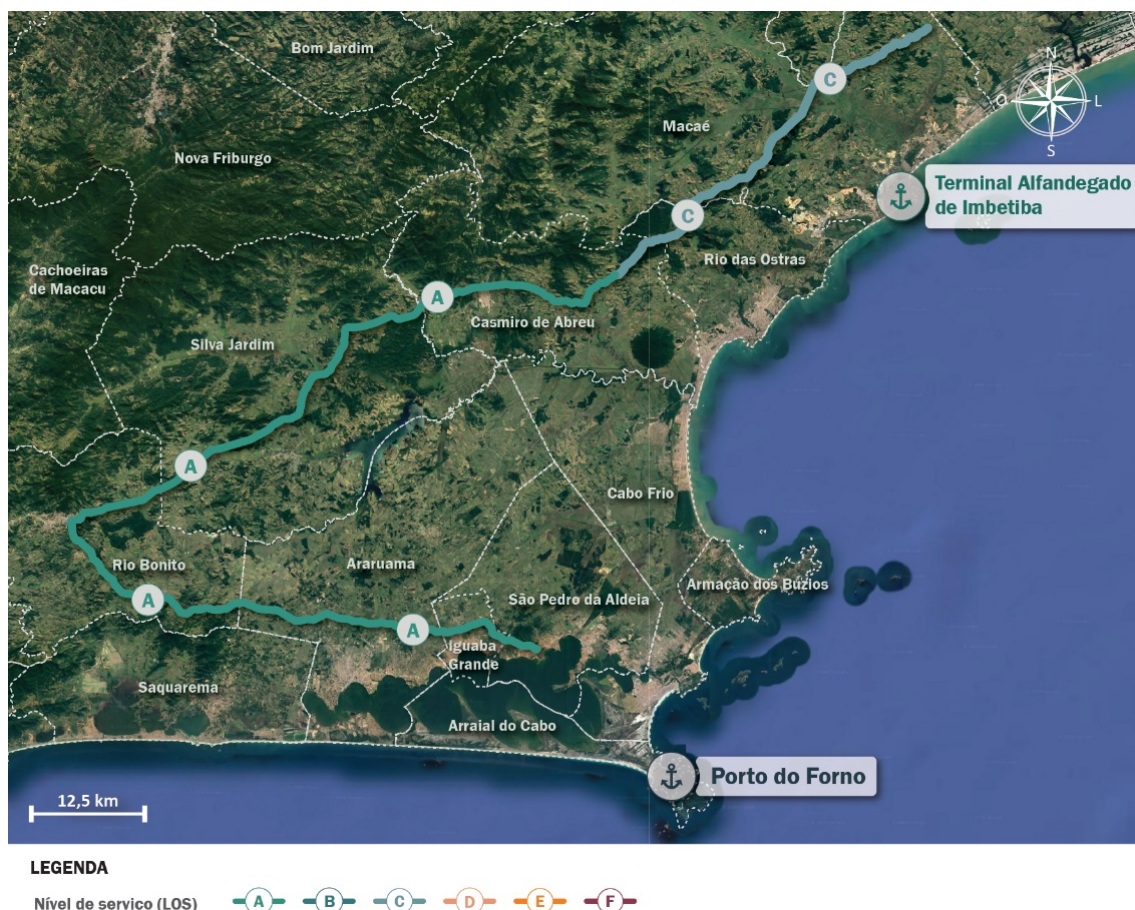 Bom Jardim
C
N
O
L
S
Macaé
Nova Friburgo
Terminal Alfandegado
de Imbetiba
C
Rio das Ostras
Cachoeiras
de Macacu
A
Casmiro de Abreu
Silva Jardim
A
Cabo Frio
Rio Bonito
Araruama
Armação dos Búzios
A
São Pedro da Aldeia
A
Iguaba
Grande
Saquarema
Arraial do Cabo
Porto do Forno
12,5 km
LEGENDA
Nível de serviço (LOS) A B C D E F